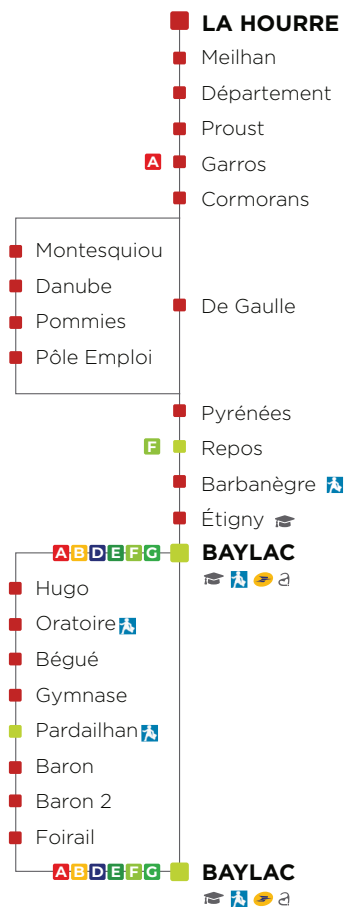 LA HOURRE
Meilhan
Département
Proust
A Garros
Cormorans
Montesquiou
Danube
De Gaulle
Pommies
Pôle Emploi
Pyrénées
F Repos
Barbanègre
Étigny
A B D E F G BAYLAC
a
Hugo
Oratoire
Bégué
Gymnase
Pardailhan
Baron
Baron 2
Foirail
A B D E F G BAYLAC
a